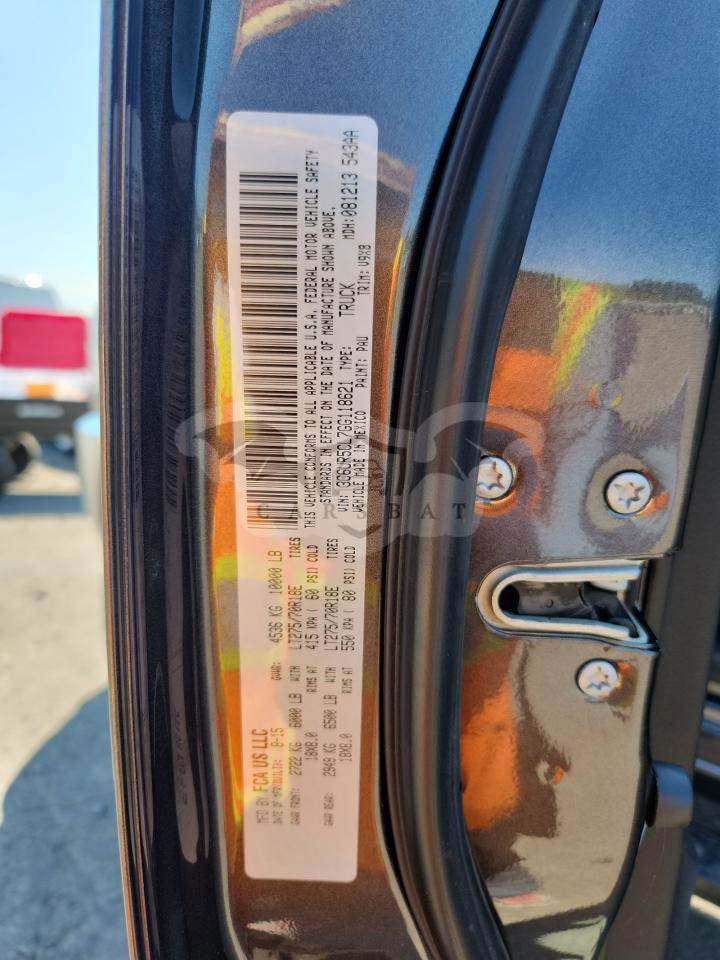 MFD BY FCA US LLC
DATE OF MFR(BUILT): 8-15 GVWR: 4536 KG 10000 LB
GAWR FRONT: 2722 KG 6000 LB WITH LT275/70R18E TIRES
18X8.0 RIMS AT 415 KPA ( 60 PSI) COLD
GAWR REAR: 2949 KG 6500 LB WITH LT275/70R18E TIRES
18X8.0 RIMS AT 550 KPA ( 80 PSI) COLD
THIS VEHICLE CONFORMS TO ALL APPLICABLE U.S.A. FEDERAL MOTOR VEHICLE SAFETY
STANDARDS IN EFFECT ON THE DATE OF MANUFACTURE SHOWN ABOVE.
VIN: 3C6UR5CL7GG118621 TYPE: TRUCK MDH:081213 543AA
VEHICLE MADE IN MEXICO PAINT: PAU TRIM: V9X8
CARSBAT